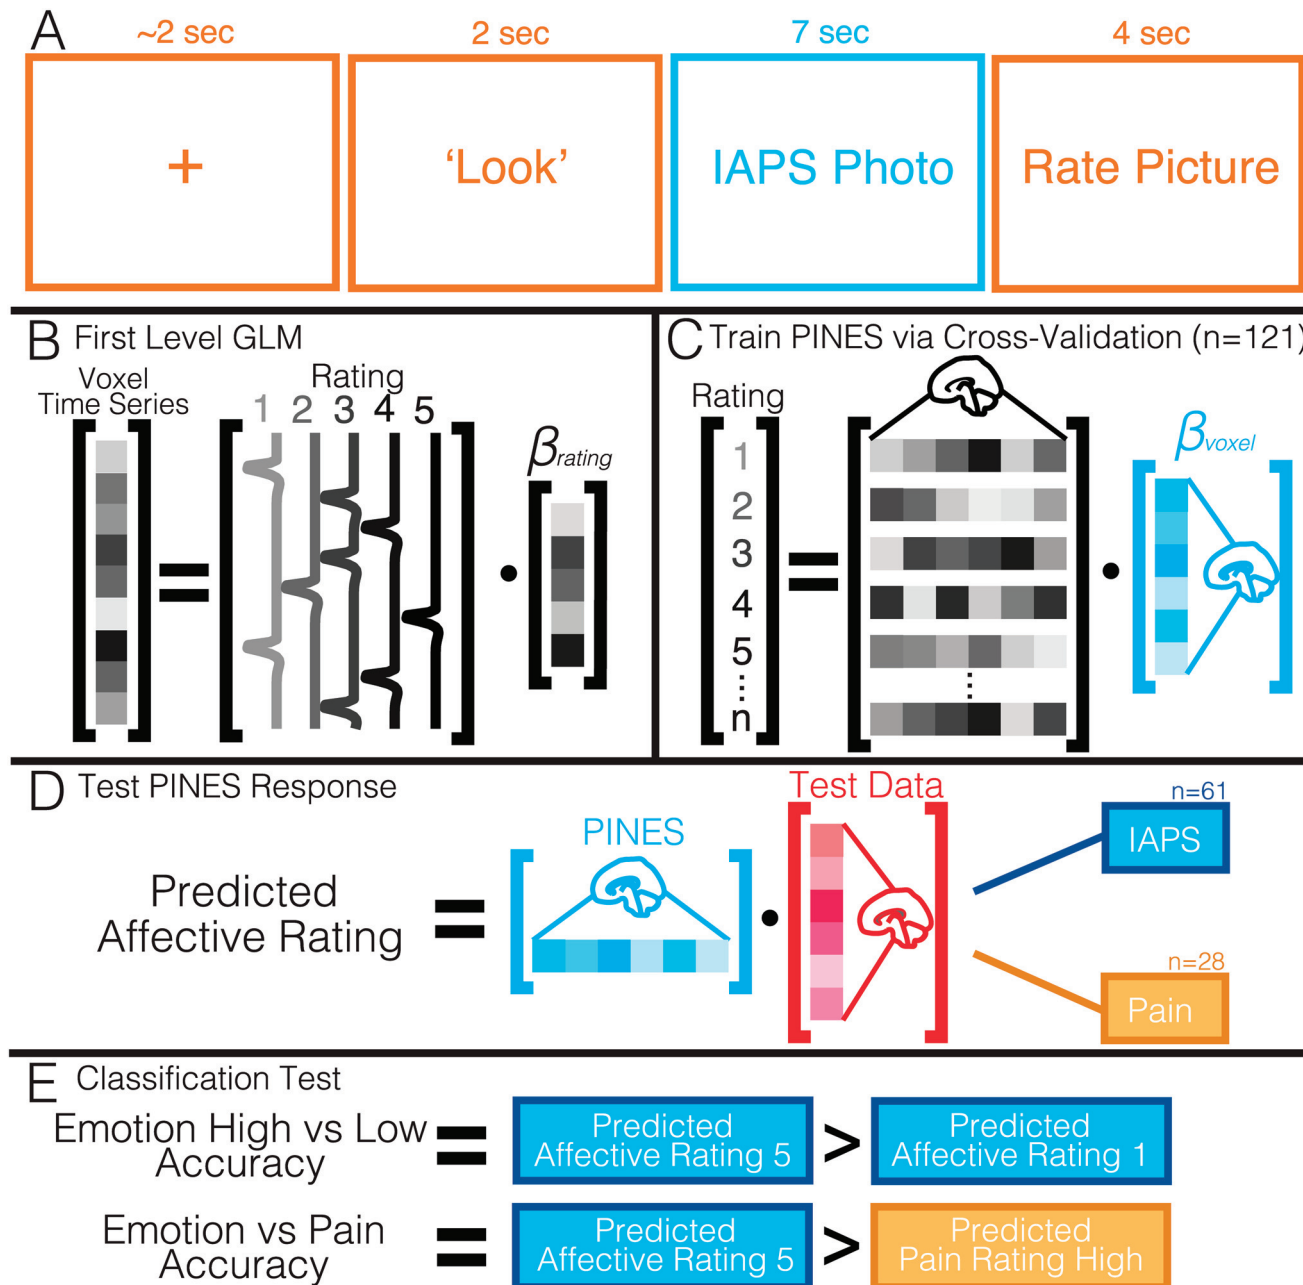 A
~2 sec
2 sec
7 sec
4 sec
+
‘Look’
IAPS Photo
Rate Picture
B First Level GLM
Voxel
Time Series
Rating
1 2 3 4 5
=
·
βrating
C Train PINES via Cross-Validation (n=121)
Rating
1
2
3
4
5
n
=
·
βvoxel
D Test PINES Response
Predicted
Affective Rating
=
PINES
·
Test Data
n=61
IAPS
n=28
Pain
E Classification Test
Emotion High vs Low
Accuracy
=
Predicted
Affective Rating 5
>
Predicted
Affective Rating 1
Emotion vs Pain
Accuracy
=
Predicted
Affective Rating 5
>
Predicted
Pain Rating High